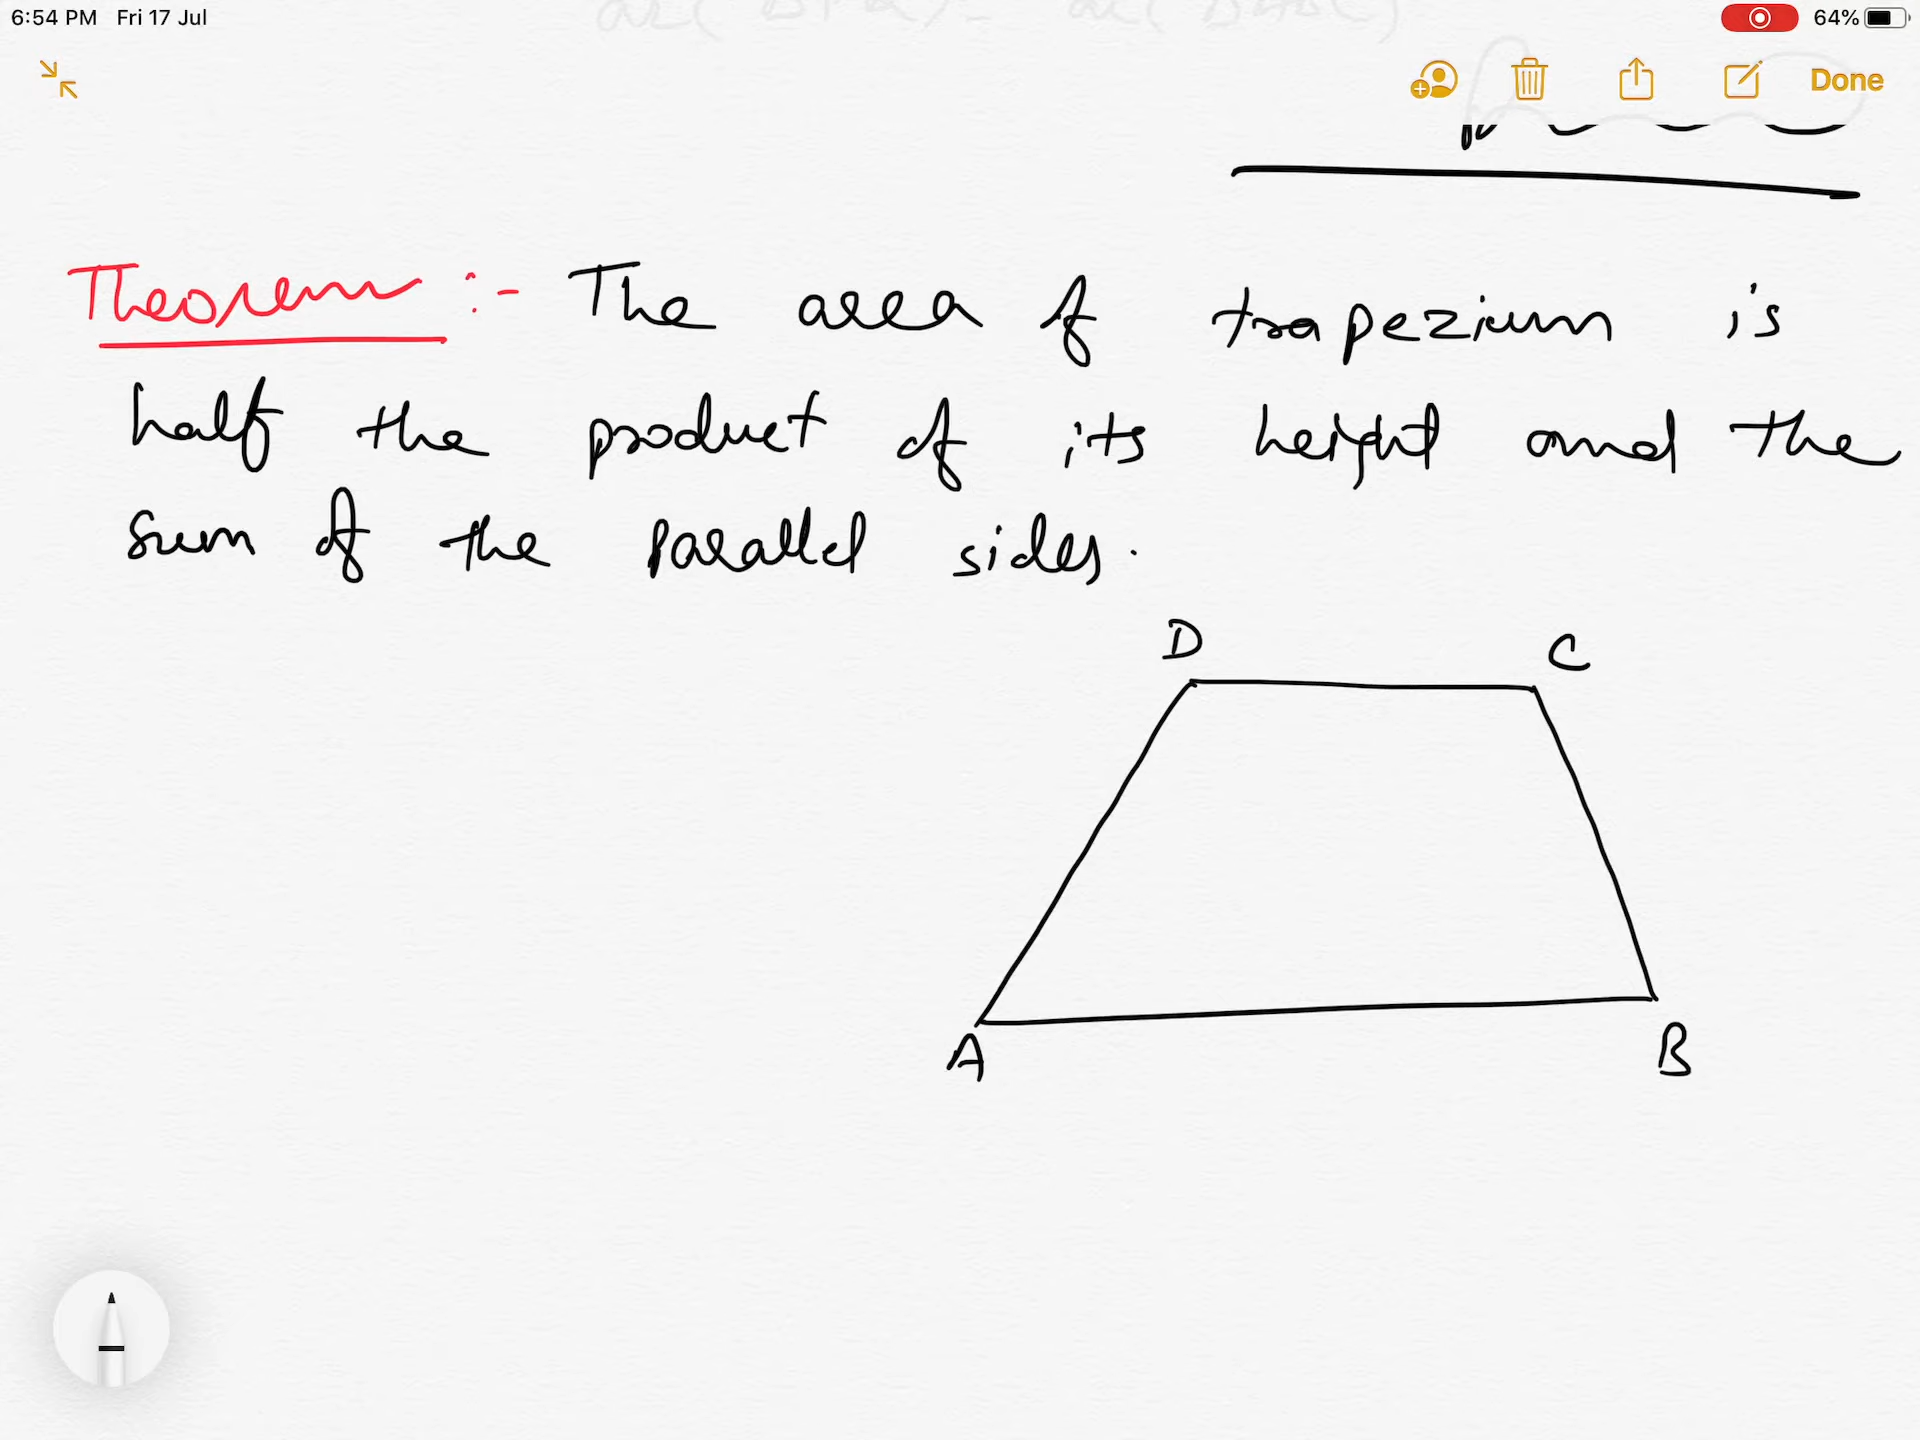 6:54 PM Fri 17 Jul
64%
Done
Theorem :- The area of trapezium is
half the product of its height and the
sum of the parallel sides.
D C
A B